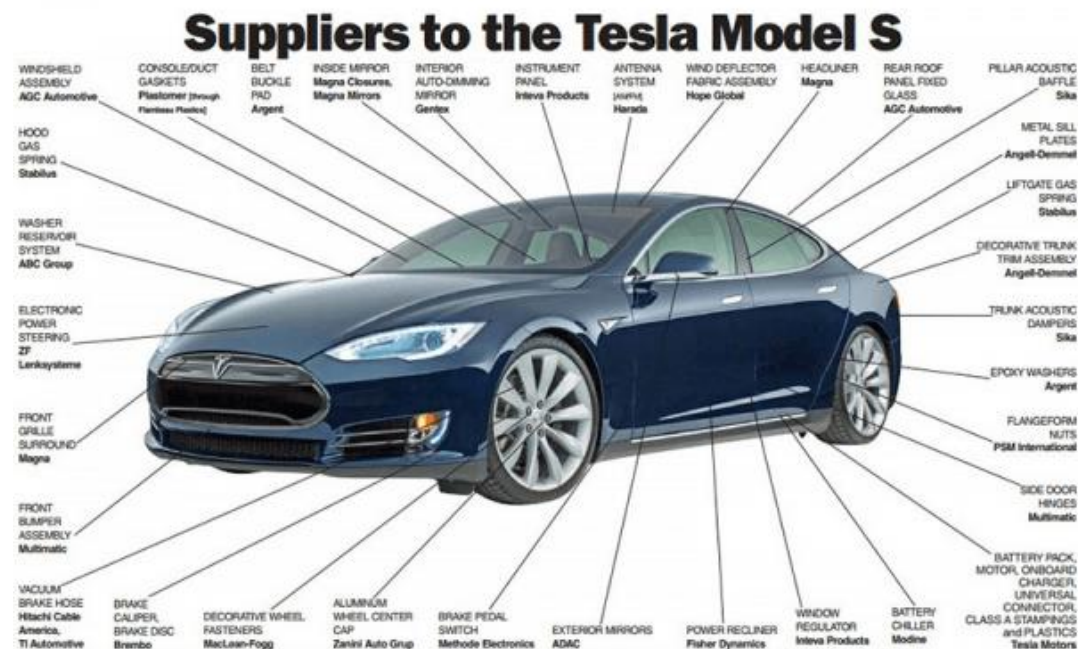 Suppliers to the Tesla Model S
WINDSHIELD
ASSEMBLY
AGC Automotive
CONSOLE/DUCT
GASKETS
Plastomer [through
Flambeau Plastics]
BELT
BUCKLE
PAD
Argent
INSIDE MIRROR
Magna Closures,
Magna Mirrors
INTERIOR
AUTO-DIMMING
MIRROR
Gentex
INSTRUMENT
PANEL
Inteva Products
ANTENNA
SYSTEM
[AM/FM]
Harada
WIND DEFLECTOR
FABRIC ASSEMBLY
Hope Global
HEADLINER
Magna
REAR ROOF
PANEL FIXED
GLASS
AGC Automotive
PILLAR ACOUSTIC
BAFFLE
Sika
HOOD
GAS
SPRING
Stabilus
METAL SILL
PLATES
Angell-Demmel
LIFTGATE GAS
SPRING
Stabilus
WASHER
RESERVOIR
SYSTEM
ABC Group
DECORATIVE TRUNK
TRIM ASSEMBLY
Angell-Demmel
ELECTRONIC
POWER
STEERING
ZF
Lenksysteme
TRUNK ACOUSTIC
DAMPERS
Sika
EPOXY WASHERS
Argent
FRONT
GRILLE
SURROUND
Magna
FLANGEFORM
NUTS
PSM International
SIDE DOOR
HINGES
Multimatic
FRONT
BUMPER
ASSEMBLY
Multimatic
VACUUM
BRAKE HOSE
Hitachi Cable
America,
TI Automotive
BRAKE
CALIPER,
BRAKE DISC
Brembo
DECORATIVE WHEEL
FASTENERS
MacLean-Fogg
ALUMINUM
WHEEL CENTER
CAP
Zanini Auto Grup
BRAKE PEDAL
SWITCH
Methode Electronics
EXTERIOR MIRRORS
ADAC
POWER RECLINER
Fisher Dynamics
WINDOW
REGULATOR
Inteva Products
BATTERY
CHILLER
Modine
BATTERY PACK,
MOTOR, ONBOARD
CHARGER,
UNIVERSAL
CONNECTOR,
CLASS A STAMPINGS
and PLASTICS
Tesla Motors